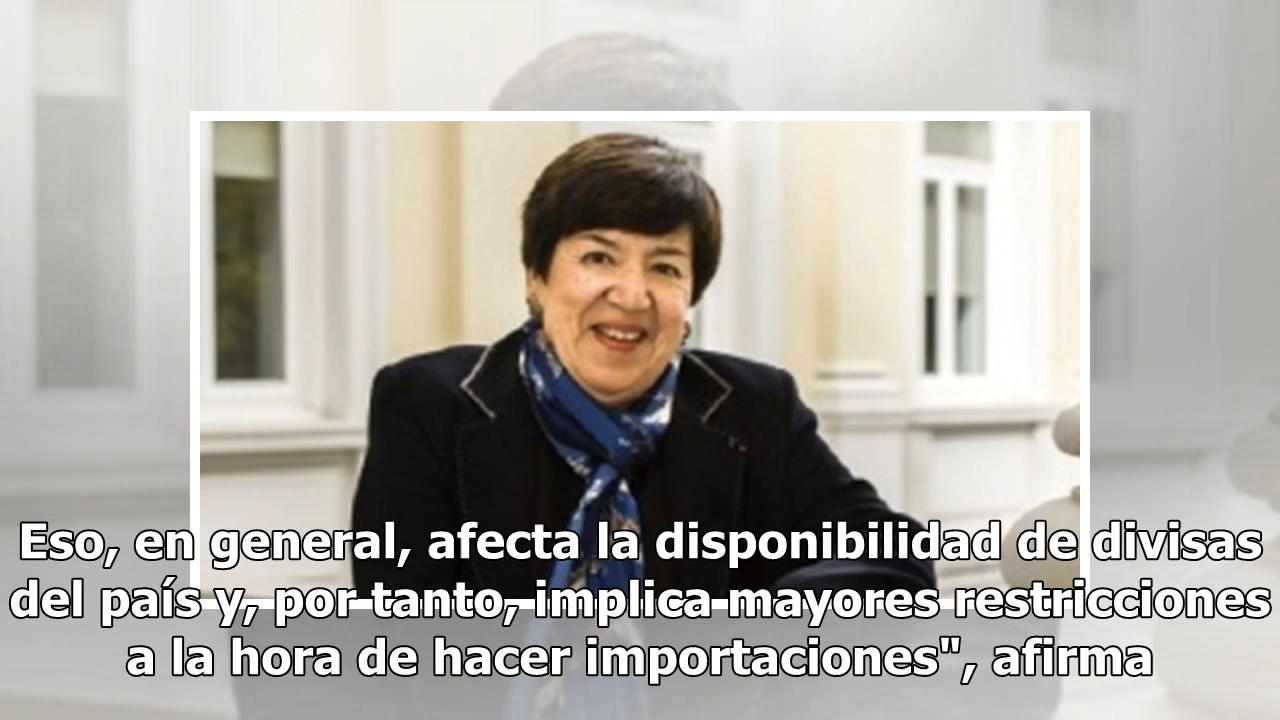 Eso, en general, afecta la disponibilidad de divisas
del país y, por tanto, implica mayores restricciones
a la hora de hacer importaciones", afirma